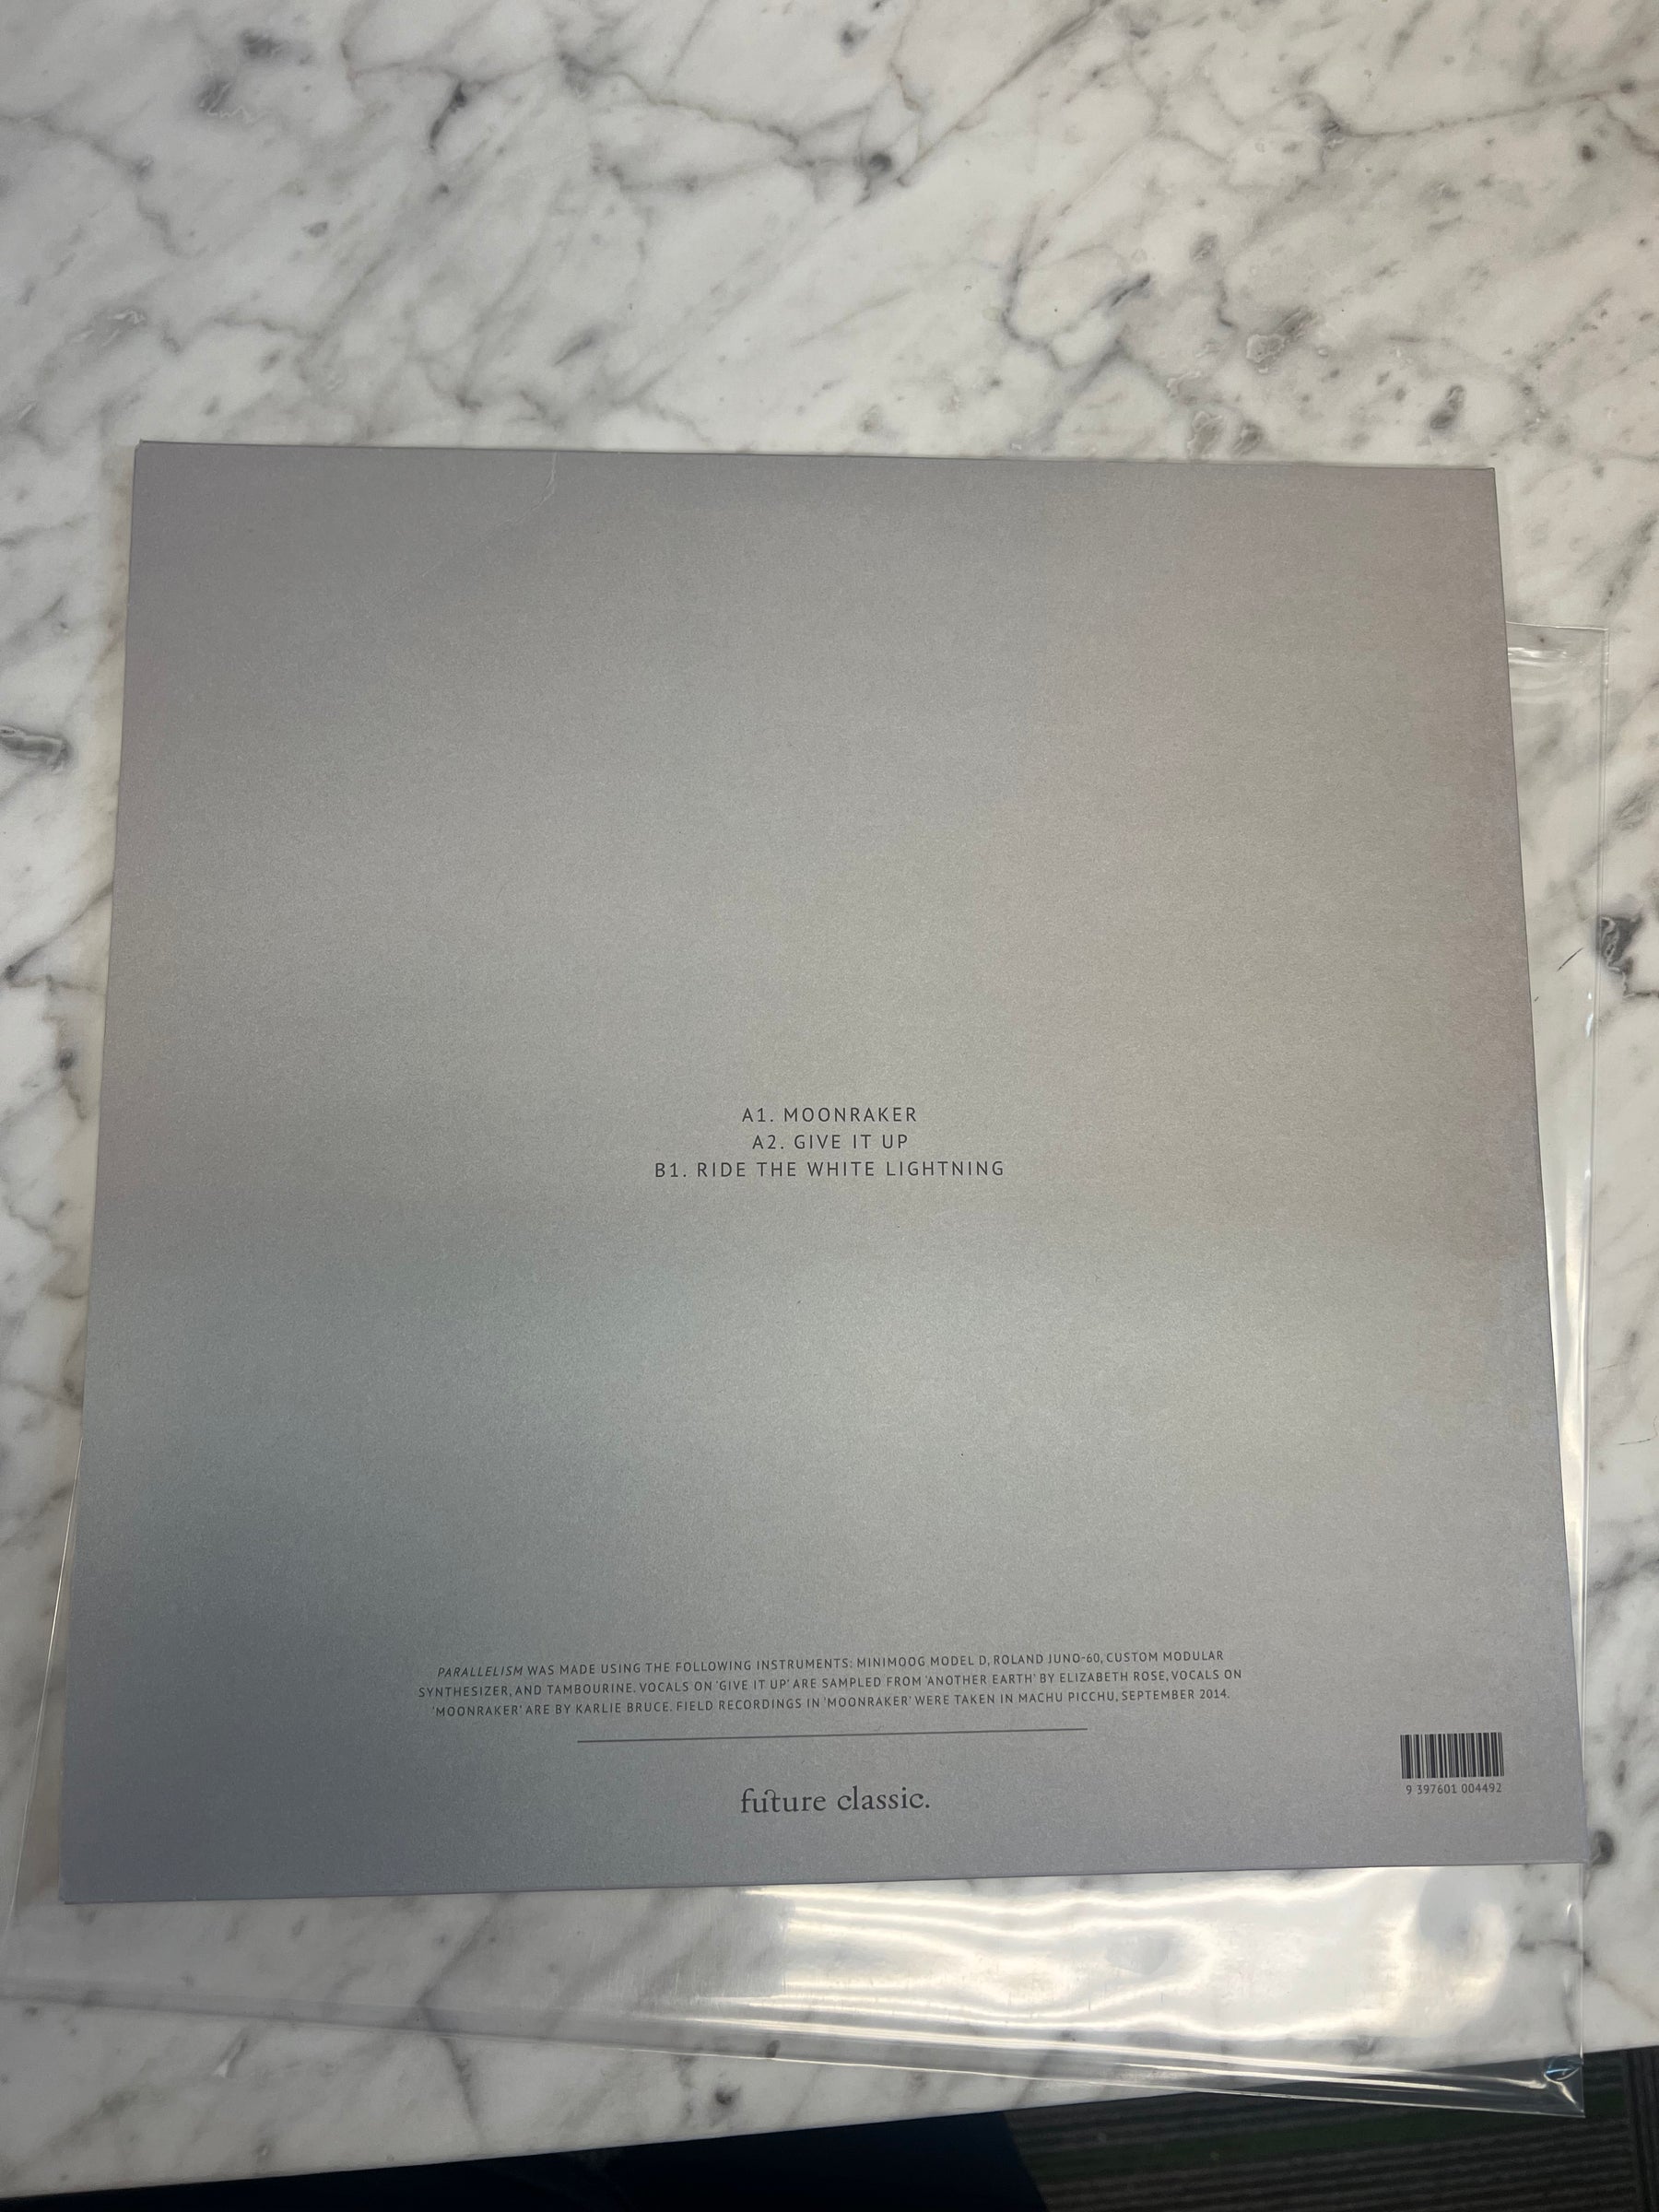 A1. MOONRAKER
A2. GIVE IT UP
B1. RIDE THE WHITE LIGHTNING
PARALLELISM WAS MADE USING THE FOLLOWING INSTRUMENTS: MINIMOOG MODEL D, ROLAND JUNO-60, CUSTOM MODULAR
SYNTHESIZER, AND TAMBOURINE. VOCALS ON 'GIVE IT UP' ARE SAMPLED FROM 'ANOTHER EARTH' BY ELIZABETH ROSE, VOCALS ON
'MOONRAKER' ARE BY KARLIE BRUCE. FIELD RECORDINGS IN 'MOONRAKER' WERE TAKEN IN MACHU PICCHU, SEPTEMBER 2014.
future classic.
9 397601 004492